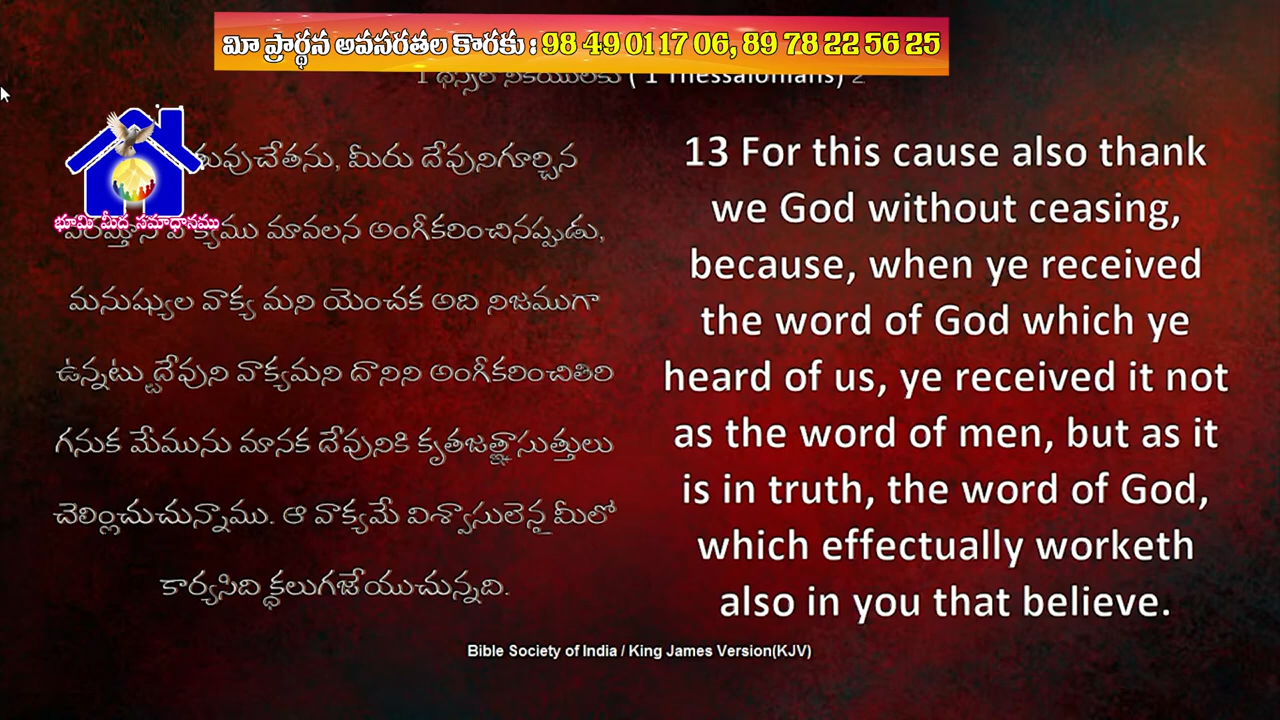 మీ ప్రార్థన అవసరతల కొరకు : 98 49 01 17 06, 89 78 22 56 25
( 1 Thessalonians) 2
మీరు దేవునిగూర్చిన
భూమి మీద సమాధానము
మావలన అంగీకరించినప్పుడు,
మనుష్యుల వాక్య మని యెంచక అది నిజముగా
ఉన్నట్టు దేవుని వాక్యమని దానిని అంగీకరించితిరి
గనుక మేమును మానక దేవునికి కృతజ్ఞతాస్తుతులు
చెల్లించుచున్నాము. ఆ వాక్యమే విశ్వాసులైన మీలో
కార్యసిద్ధి కలుగజేయుచున్నది.
13 For this cause also thank
we God without ceasing,
because, when ye received
the word of God which ye
heard of us, ye received it not
as the word of men, but as it
is in truth, the word of God,
which effectually worketh
also in you that believe.
Bible Society of India / King James Version(KJV)